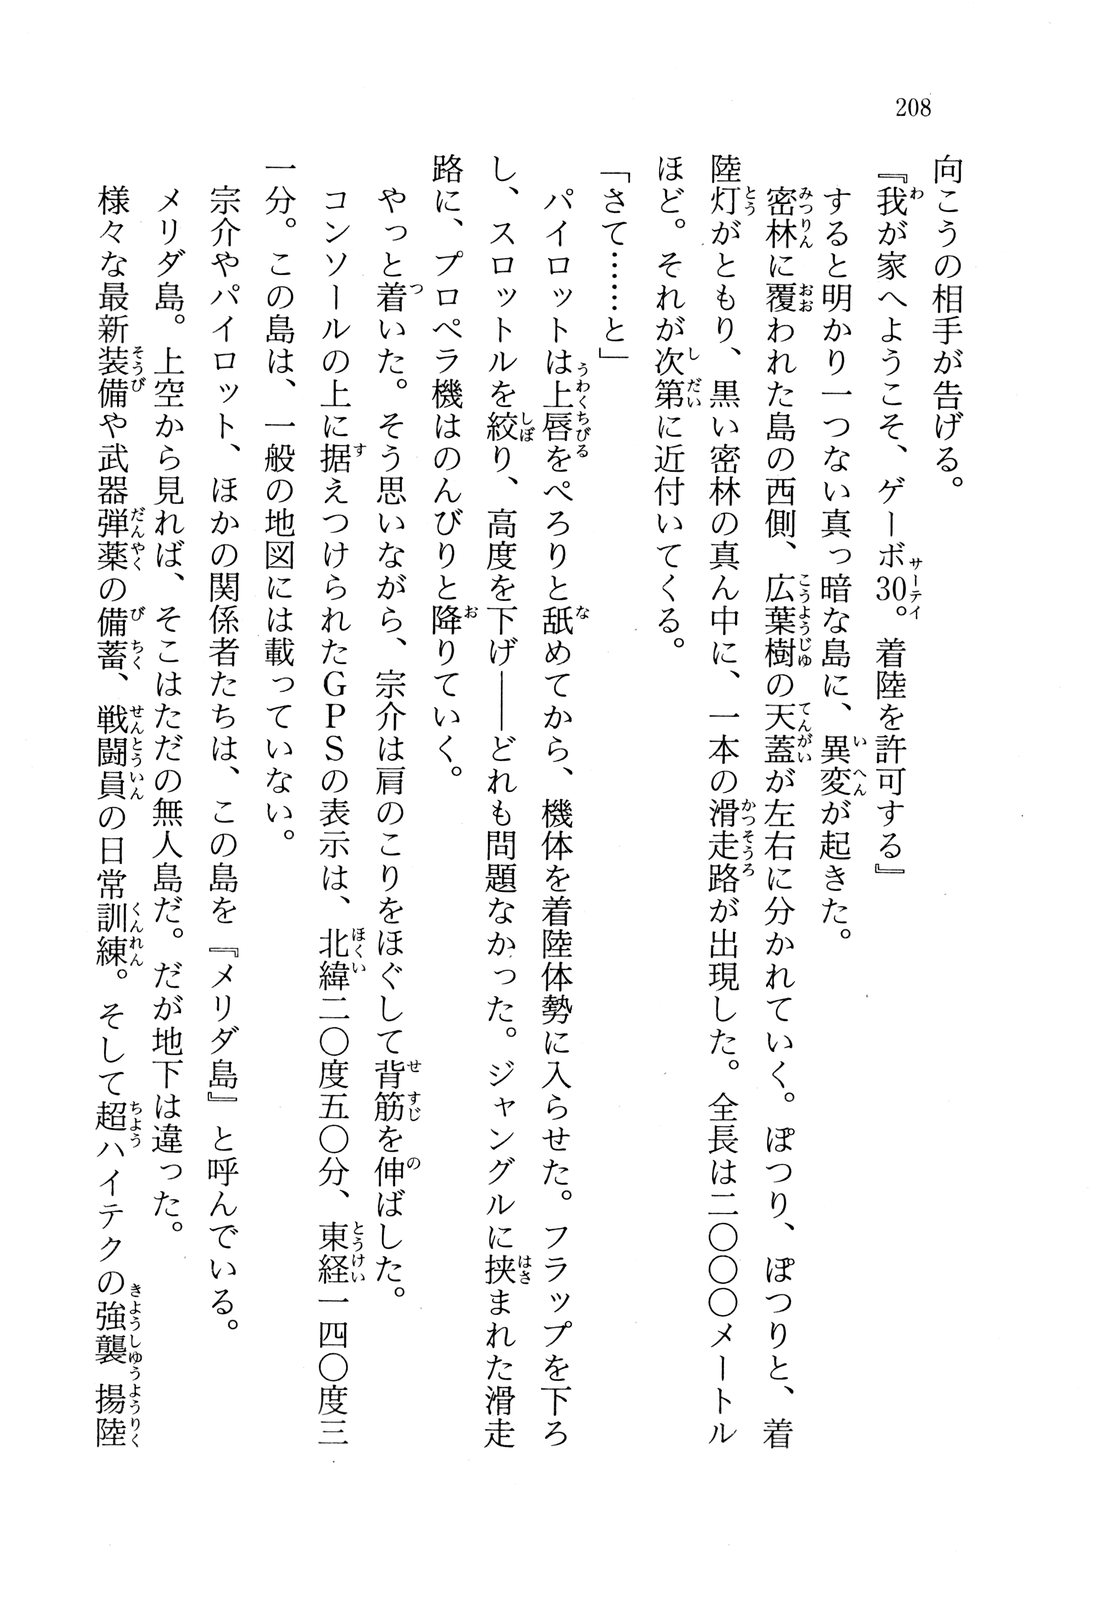 208
向こうの相手が告げる。
『我が家へようこそ、ゲーボ30。着陸を許可する』
すると明かり一つない真っ暗な島に、異変が起きた。
密林に覆われた島の西側、広葉樹の天蓋が左右に分かれていく。ぽつり、ぽつりと、着
陸灯がともり、黒い密林の真ん中に、一本の滑走路が出現した。全長は二〇〇〇メートル
ほど。それが次第に近付いてくる。
「さて……と」
パイロットは上唇をぺろりと舐めてから、機体を着陸体勢に入らせた。フラップを下ろ
し、スロットルを絞り、高度を下げ――どれも問題なかった。ジャングルに挟まれた滑走
路に、プロペラ機はのんびりと降りていく。
やっと着いた。そう思いながら、宗介は肩のこりをほぐして背筋を伸ばした。
コンソールの上に据えつけられたＧＰＳの表示は、北緯二〇度五〇分、東経一四〇度三
一分。この島は、一般の地図には載っていない。
宗介やパイロット、ほかの関係者たちは、この島を『メリダ島』と呼んでいる。
メリダ島。上空から見れば、そこはただの無人島だ。だが地下は違った。
様々な最新装備や武器弾薬の備蓄、戦闘員の日常訓練。そして超ハイテクの強襲揚陸